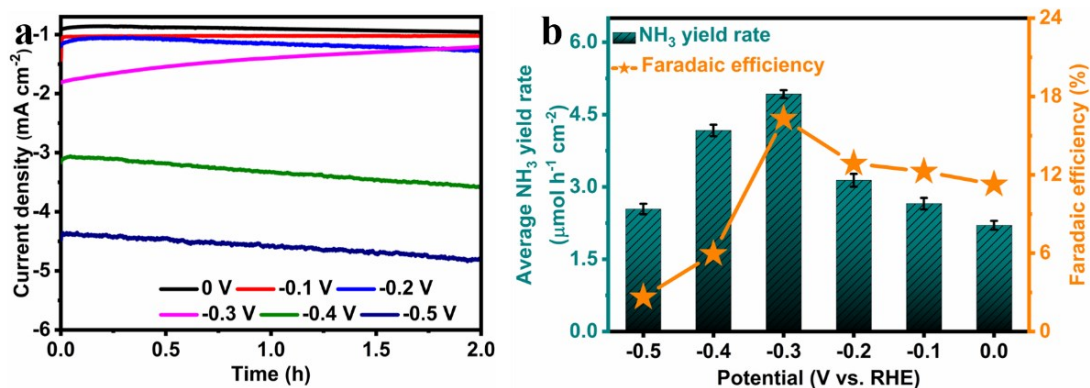 a
Current density (mA cm⁻²)
-1
-2
-3
-4
-5
-6
0 V -0.1 V -0.2 V
-0.3 V -0.4 V -0.5 V
0.0 0.5 1.0 1.5 2.0
Time (h)
b
Average NH₃ yield rate
(μmol h⁻¹ cm⁻²)
6.0
4.5
3.0
1.5
0.0
NH₃ yield rate
Faradaic efficiency
24
18
12
6
0
Faradaic efficiency (%)
-0.5 -0.4 -0.3 -0.2 -0.1 0.0
Potential (V vs. RHE)